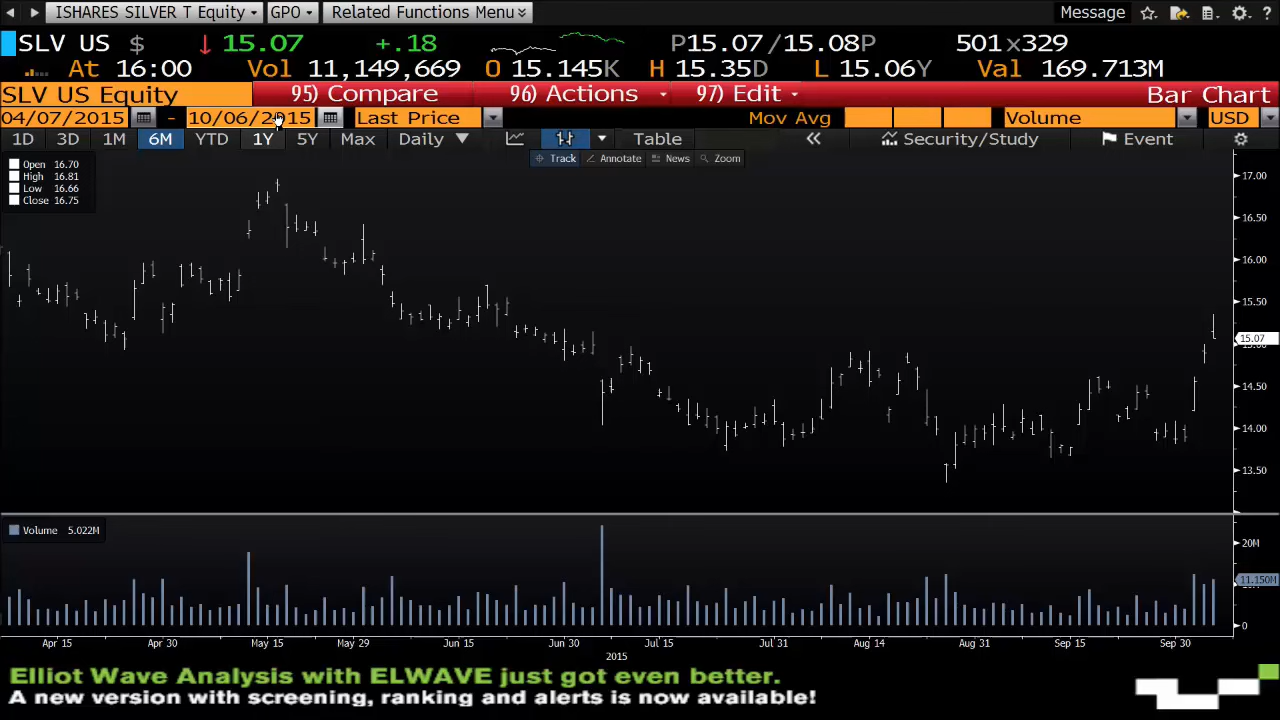 ISHARES SILVER T Equity GPO Related Functions Menu Message ?
SLV US $ 15.07 +.18 P15.07/15.08P 501x329
At 16:00 Vol 11,149,669 O 15.145K H 15.35D L 15.06Y Val 169.713M
SLV US Equity 95) Compare 96) Actions 97) Edit Bar Chart
04/07/2015 - 10/06/2015 Last Price Mov Avg Volume USD
1D 3D 1M 6M YTD 1Y 5Y Max Daily Table Security/Study Event
Track Annotate News Zoom
Open 16.70
High 16.81
Low 16.66
Close 16.75
17.00
16.50
16.00
15.50
15.07
15.00
14.50
14.00
13.50
Volume 5.022M
20M
11.150M
0
Apr 15 Apr 30 May 15 May 29 Jun 15 Jun 30 Jul 15 Jul 31 Aug 14 Aug 31 Sep 15 Sep 30
2015
Elliot Wave Analysis with ELWAVE just got even better.
A new version with screening, ranking and alerts is now available!